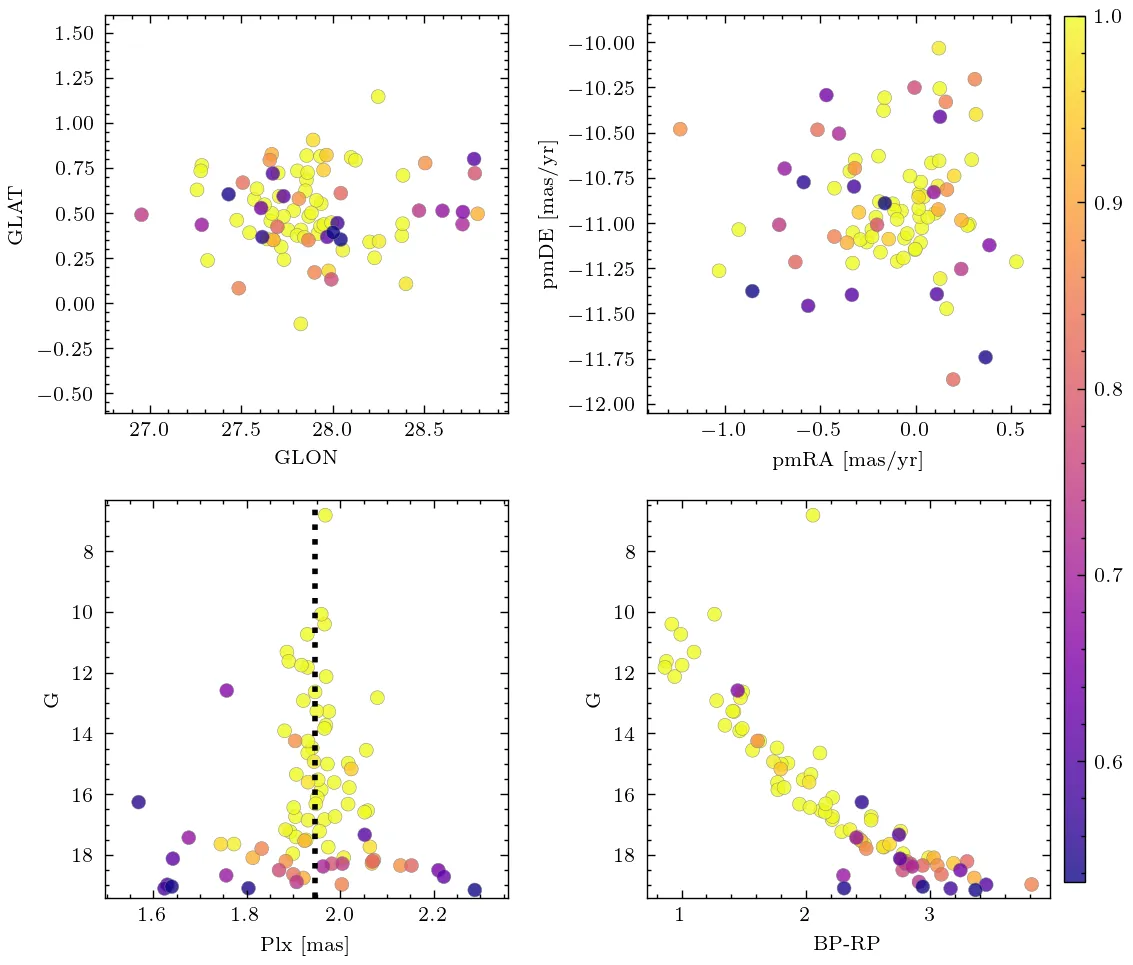 1.50
1.25
1.00
0.75
0.50
0.25
0.00
−0.25
−0.50
GLAT
27.0 27.5 28.0 28.5
GLON
−10.00
−10.25
−10.50
−10.75
−11.00
−11.25
−11.50
−11.75
−12.00
pmDE [mas/yr]
−1.0 −0.5 0.0 0.5
pmRA [mas/yr]
1.0
0.9
0.8
0.7
0.6
8
10
12
14
16
18
G
1.6 1.8 2.0 2.2
Plx [mas]
8
10
12
14
16
18
G
1 2 3
BP-RP